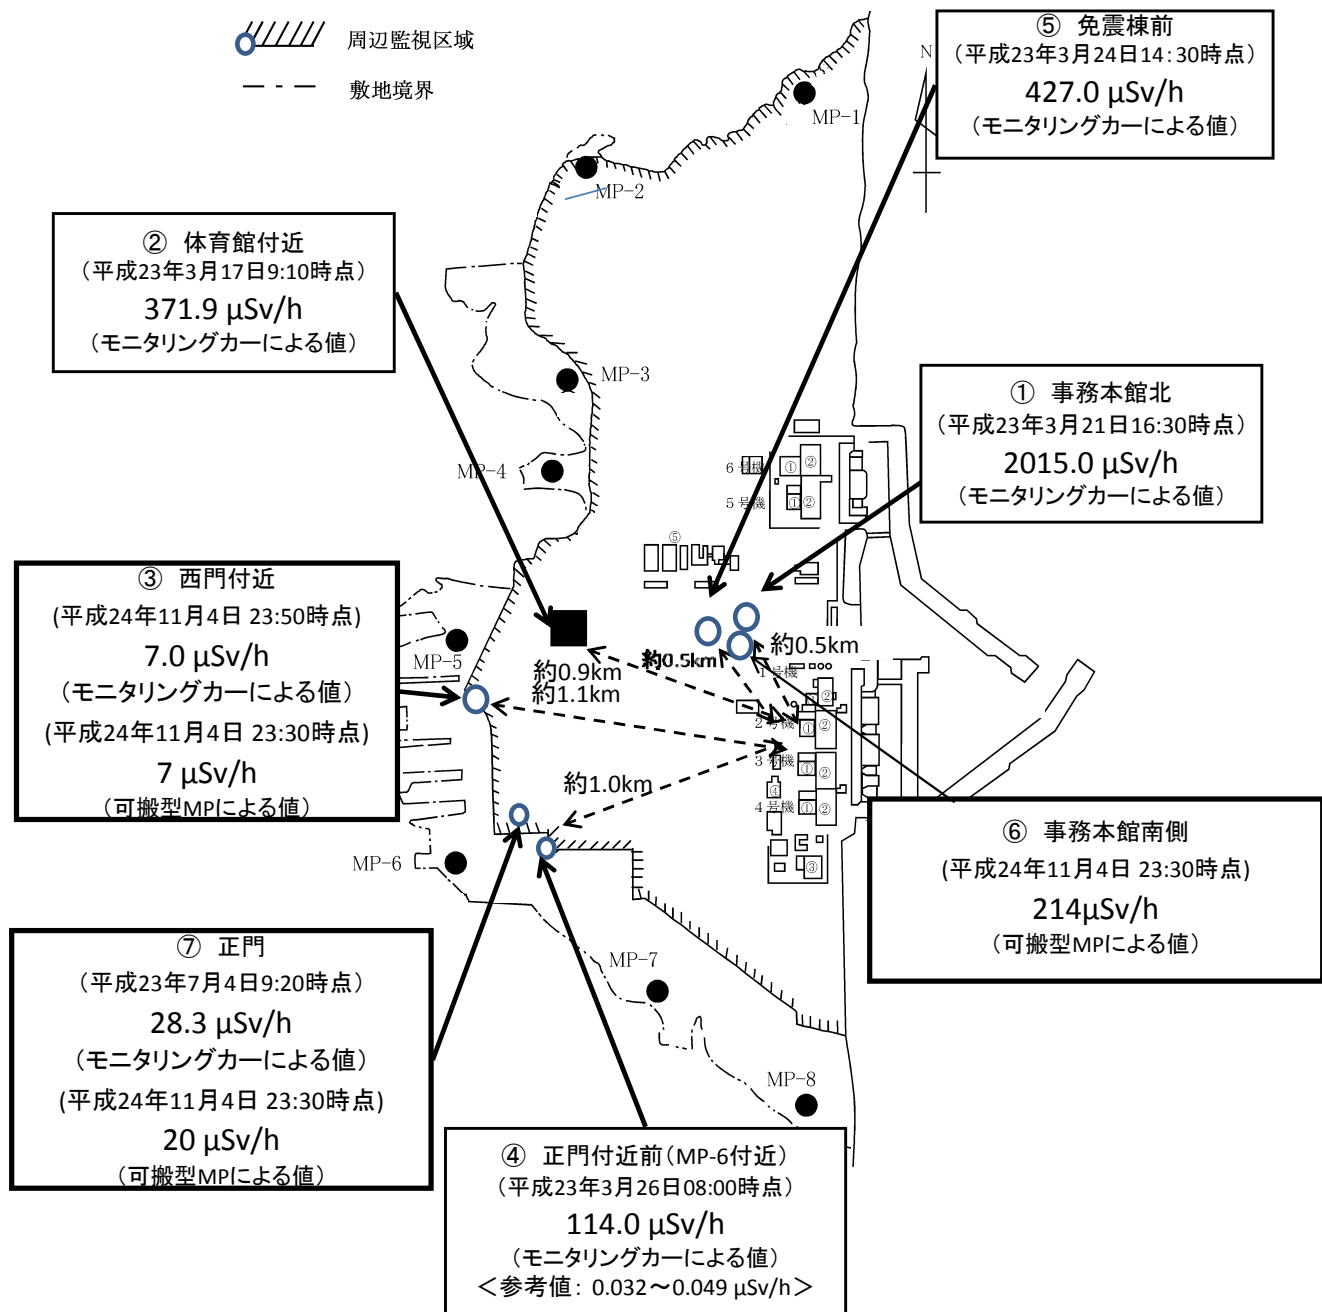 周辺監視区域
敷地境界
⑤ 免震棟前
（平成23年3月24日14：30時点）
427.0 μSv/h
（モニタリングカーによる値）
N
MP-1
MP-2
② 体育館付近
（平成23年3月17日9:10時点）
371.9 μSv/h
（モニタリングカーによる値）
MP-3
① 事務本館北
（平成23年3月21日16:30時点）
2015.0 μSv/h
（モニタリングカーによる値）
MP-4
6号機
① ②
5号機
① ②
⑤
③ 西門付近
(平成24年11月4日 23:50時点)
7.0 μSv/h
（モニタリングカーによる値）
(平成24年11月4日 23:30時点)
7 μSv/h
（可搬型MPによる値）
MP-5
約0.9km
約1.1km
約0.5km
約0.5km
1号機
②
2号機
① ②
3号機
① ②
約1.0km
④
4号機
① ②
③
MP-6
⑥ 事務本館南側
(平成24年11月4日 23:30時点)
214μSv/h
（可搬型MPによる値）
⑦ 正門
（平成23年7月4日9:20時点）
28.3 μSv/h
（モニタリングカーによる値）
(平成24年11月4日 23:30時点)
20 μSv/h
（可搬型MPによる値）
MP-7
MP-8
④ 正門付近前（MP-6付近）
（平成23年3月26日08:00時点）
114.0 μSv/h
（モニタリングカーによる値）
＜参考値： 0.032～0.049 μSv/h＞